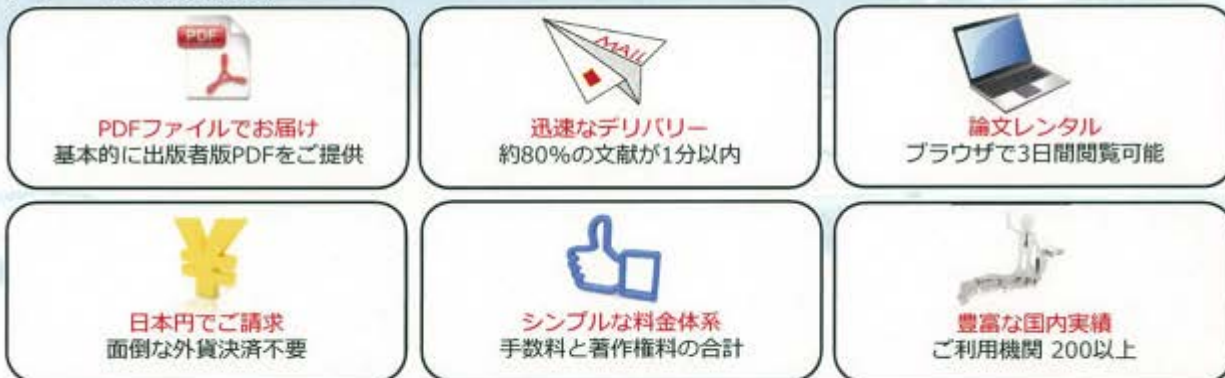 PDF
PDFファイルでお届け
基本的に出版者版PDFをご提供
MAIL
迅速なデリバリー
約80%の文献が1分以内
論文レンタル
ブラウザで3日間閲覧可能
日本円でご請求
面倒な外貨決済不要
シンプルな料金体系
手数料と著作権料の合計
豊富な国内実績
ご利用機関 200以上